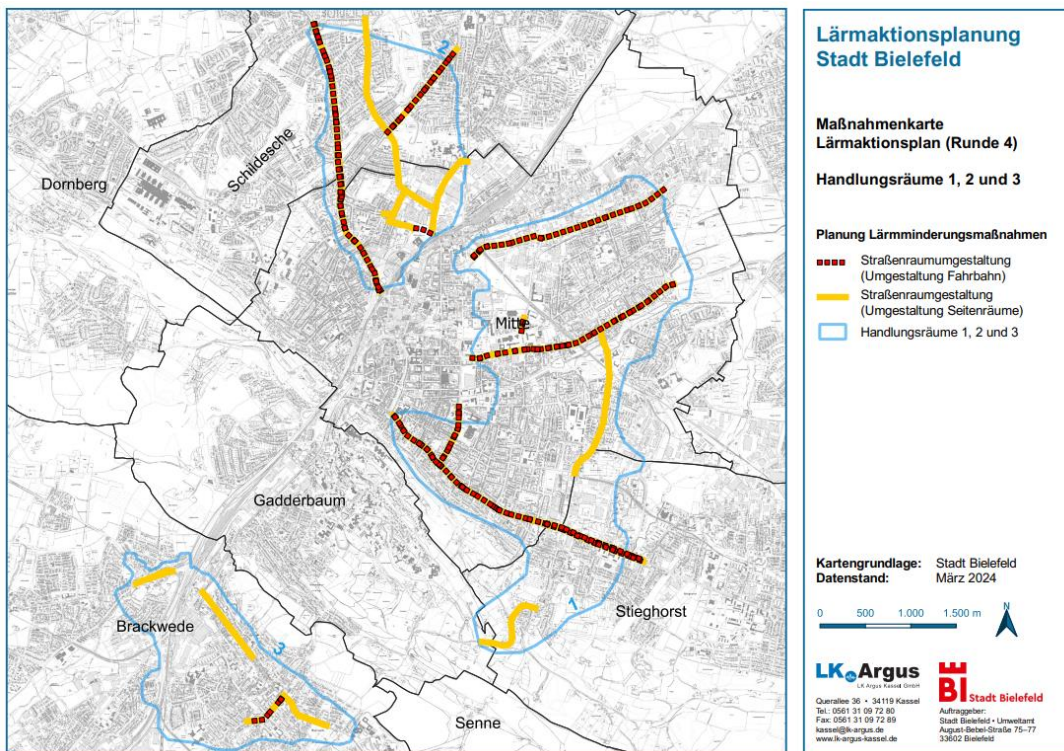 Dornberg
Schildesche
2
Mitte
Gadderbaum
Brackwede
3
1
Stieghorst
Senne
Lärmaktionsplanung
Stadt Bielefeld
Maßnahmenkarte
Lärmaktionsplan (Runde 4)
Handlungsräume 1, 2 und 3
Planung Lärmminderungsmaßnahmen
Straßenraumumgestaltung
(Umgestaltung Fahrbahn)
Straßenraumgestaltung
(Umgestaltung Seitenräume)
Handlungsräume 1, 2 und 3
Kartengrundlage: Stadt Bielefeld
Datenstand: März 2024
0 500 1.000 1.500 m
N
LK Argus
LK Argus Kassel GmbH
Querallee 36 • 34119 Kassel
Tel.: 0561 31 09 72 80
Fax: 0561 31 09 72 89
kassel@lk-argus.de
www.lk-argus-kassel.de
BI Stadt Bielefeld
Auftraggeber:
Stadt Bielefeld • Umweltamt
August-Bebel-Straße 75–77
33602 Bielefeld